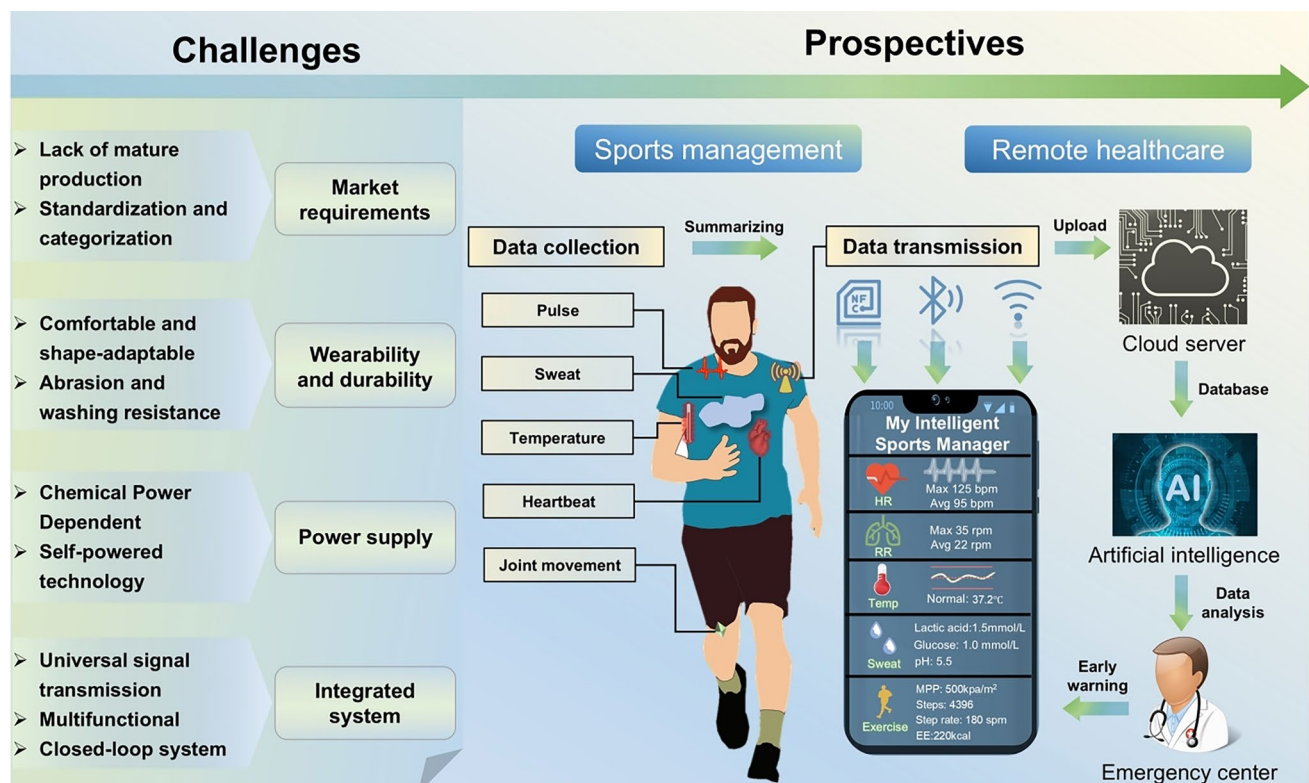 Challenges
Prospectives
Lack of mature
production
Standardization and
categorization
Market
requirements
Comfortable and
shape-adaptable
Abrasion and
washing resistance
Wearability
and durability
Chemical Power
Dependent
Self-powered
technology
Power supply
Universal signal
transmission
Multifunctional
Closed-loop system
Integrated
system
Sports management
Remote healthcare
Data collection
Summarizing
Data transmission
Upload
Pulse
Sweat
Temperature
Heartbeat
Joint movement
NF
C
10:00
My Intelligent
Sports Manager
HR
Max 125 bpm
Avg 95 bpm
RR
Max 35 rpm
Avg 22 rpm
Temp
Normal: 37.2℃
Sweat
Lactic acid:1.5mmol/L
Glucose: 1.0 mmol/L
pH: 5.5
Exercise
MPP: 500kpa/m²
Steps: 4396
Step rate: 180 spm
EE:220kcal
Cloud server
Database
AI
Artificial intelligence
Data
analysis
Early
warning
Emergency center